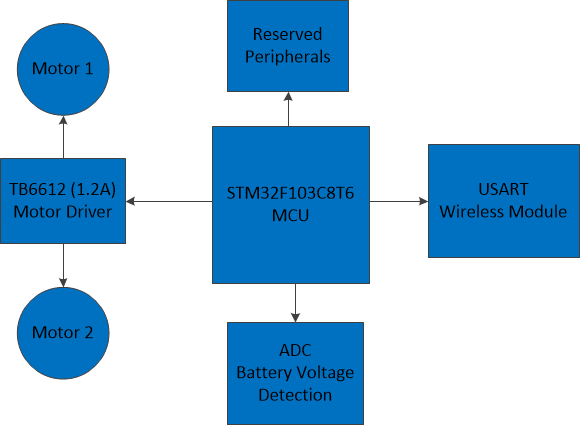 Reserved
Peripherals
Motor 1
TB6612 (1.2A)
Motor Driver
STM32F103C8T6
MCU
USART
Wireless Module
Motor 2
ADC
Battery Voltage
Detection